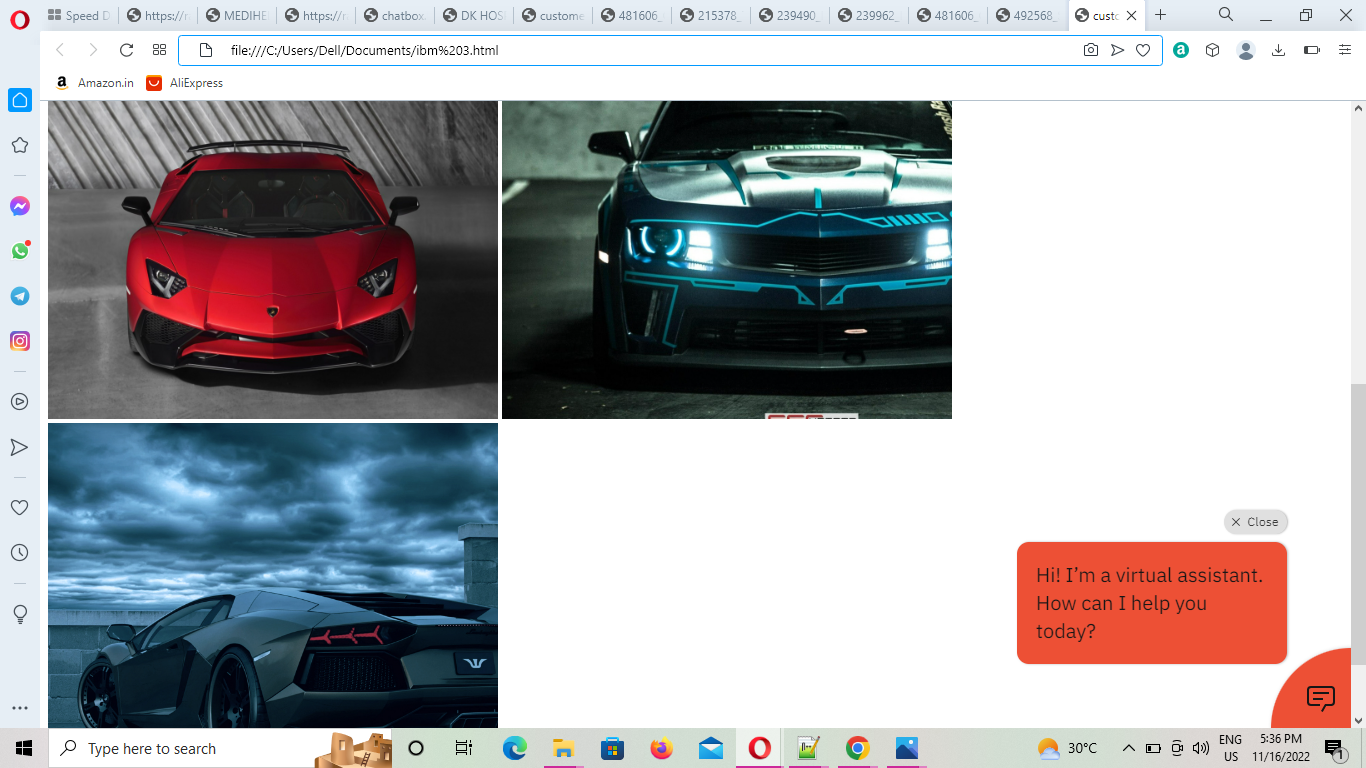 Speed D
https://r
MEDIHE
https://r
chatbox.
DK HOS
custome
481606_
215378_
239490_
239962_
481606_
492568_
custo
file:///C:/Users/Dell/Documents/ibm%203.html
Amazon.in
AliExpress
Close
Hi! I'm a virtual assistant.
How can I help you
today?
Type here to search
30°C
ENG
US
5:36 PM
11/16/2022
1